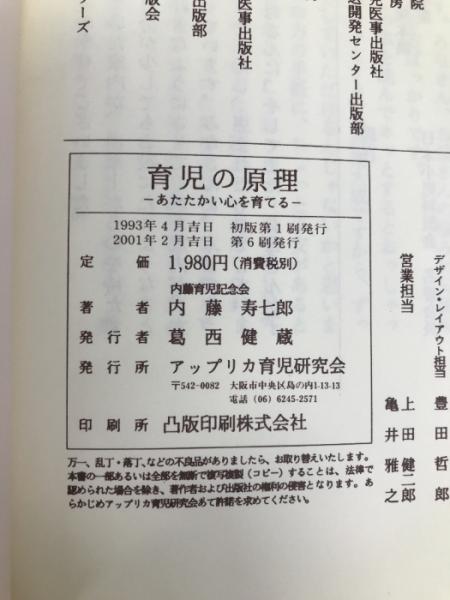 院
房
児医事出版社
開発センター出版部
医事出版社
出版部
版会
ーズ
デザイン・レイアウト担当 豊田哲郎
営業担当 上田健二郎
亀井雅之
育児の原理
－あたたかい心を育てる－
1993年4月吉日 初版第1刷発行
2001年2月吉日 第6刷発行
定価 1,980円(消費税別)
内藤育児記念会
著者 内藤寿七郎
発行者 葛西健蔵
発行所 アップリカ育児研究会
〒542-0082 大阪市中央区島の内1-13-13
電話 (06) 6245-2571
印刷所 凸版印刷株式会社
万一、乱丁・落丁、などの不良品がありましたら、お取り替えいたします。
本書の一部あるいは全部を無断で複写複製（コピー）することは、法律で
認められた場合を除き、著作者および出版社の権利の侵害となります。あ
らかじめアップリカ育児研究会あて許諾を求めてください。